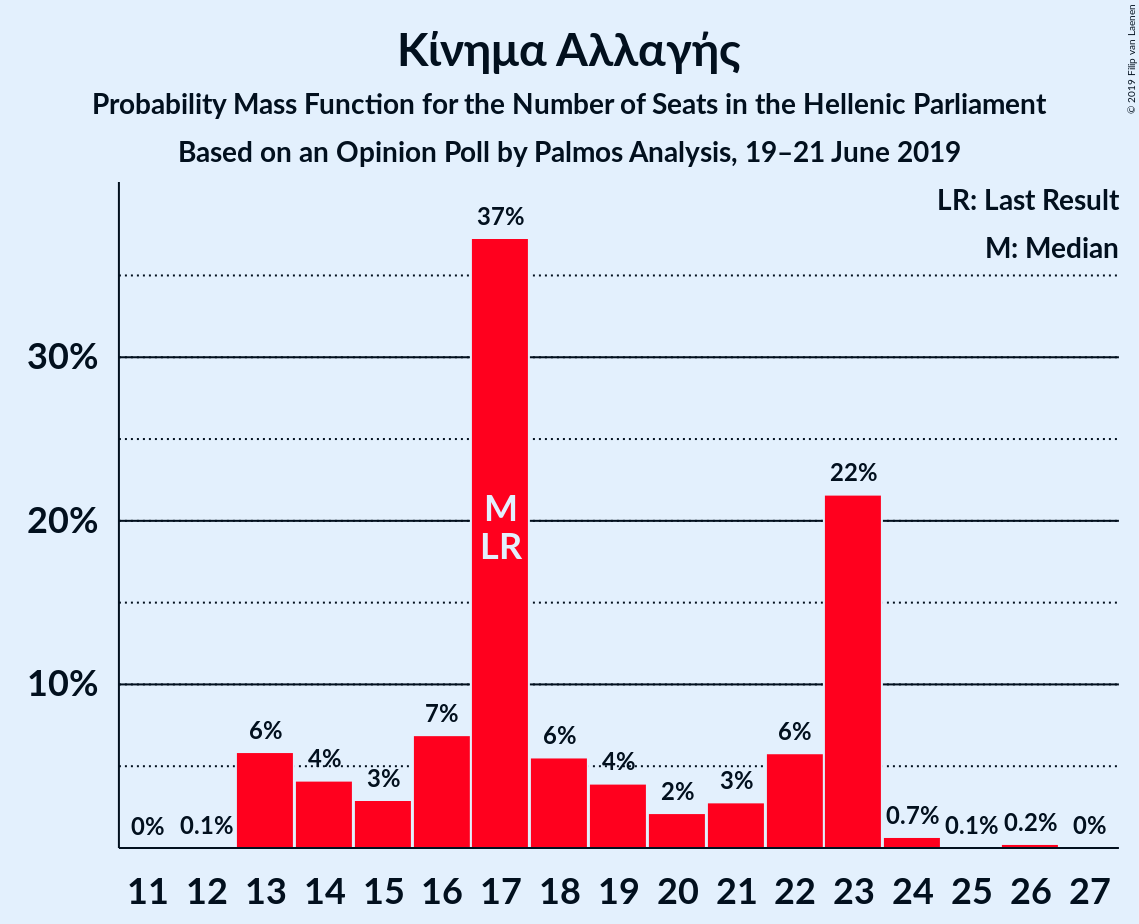 Κίνημα Αλλαγής
Probability Mass Function for the Number of Seats in the Hellenic Parliament
Based on an Opinion Poll by Palmos Analysis, 19–21 June 2019
© 2019 Filip van Laenen
LR: Last Result
M: Median
30%
20%
10%
0%
0.1%
6%
4%
3%
7%
37%
M
LR
6%
4%
2%
3%
6%
22%
0.7%
0.1%
0.2%
0%
11 12 13 14 15 16 17 18 19 20 21 22 23 24 25 26 27